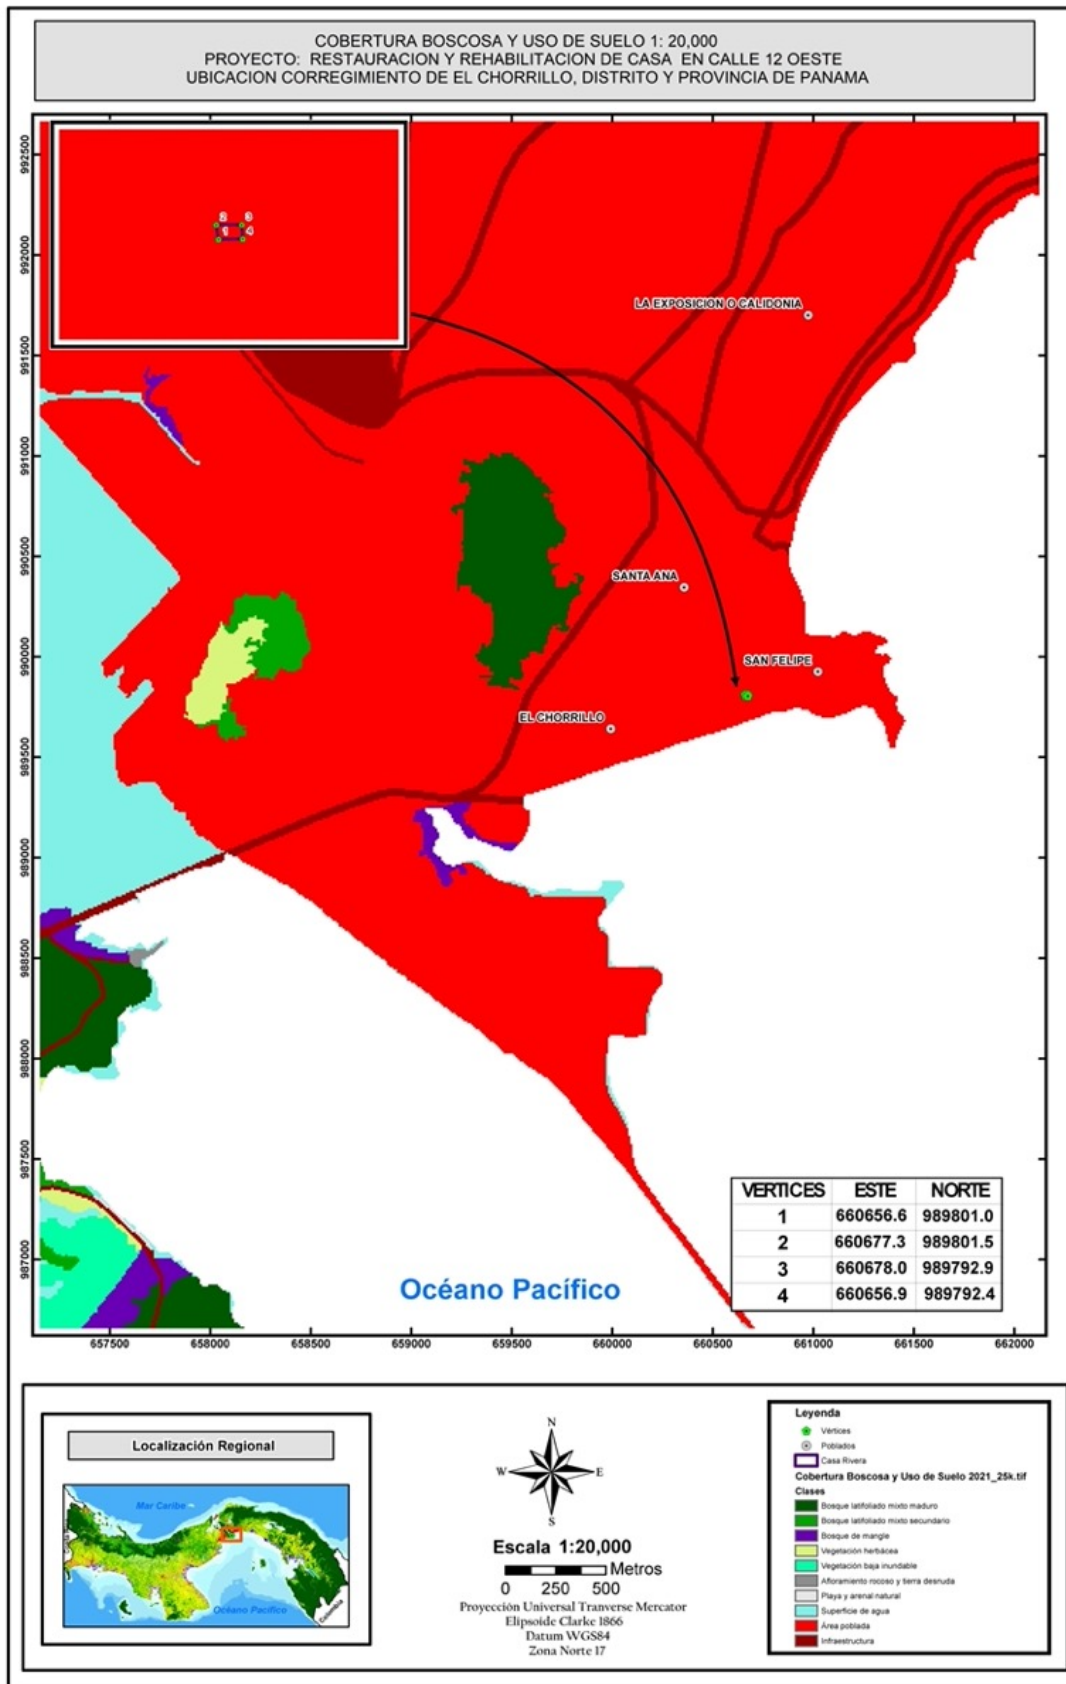 COBERTURA BOSCOSA Y USO DE SUELO 1: 20,000
PROYECTO: RESTAURACION Y REHABILITACION DE CASA EN CALLE 12 OESTE
UBICACION CORREGIMIENTO DE EL CHORRILLO, DISTRITO Y PROVINCIA DE PANAMA
992500
992000
991500
991000
990500
990000
989500
989000
988500
988000
987500
987000
2 3
1 4
LA EXPOSICION O CALIDONIA
SANTA ANA
SAN FELIPE
EL CHORRILLO
Océano Pacífico
VERTICES ESTE NORTE
1 660656.6 989801.0
2 660677.3 989801.5
3 660678.0 989792.9
4 660656.9 989792.4
657500 658000 658500 659000 659500 660000 660500 661000 661500 662000
Localización Regional
Mar Caribe
Océano Pacífico
Colombia
N
W E
S
Escala 1:20,000
Metros
0 250 500
Proyección Universal Tranverse Mercator
Elipsoide Clarke 1866
Datum WGS84
Zona Norte 17
Leyenda
Vértices
Poblados
Casa Rivera
Cobertura Boscosa y Uso de Suelo 2021_25k.tif
Clases
Bosque latifoliado mixto maduro
Bosque latifoliado mixto secundario
Bosque de mangle
Vegetación herbácea
Vegetación baja inundable
Afloramiento rocoso y tierra desnuda
Playa y arenal natural
Superficie de agua
Área poblada
Infraestructura